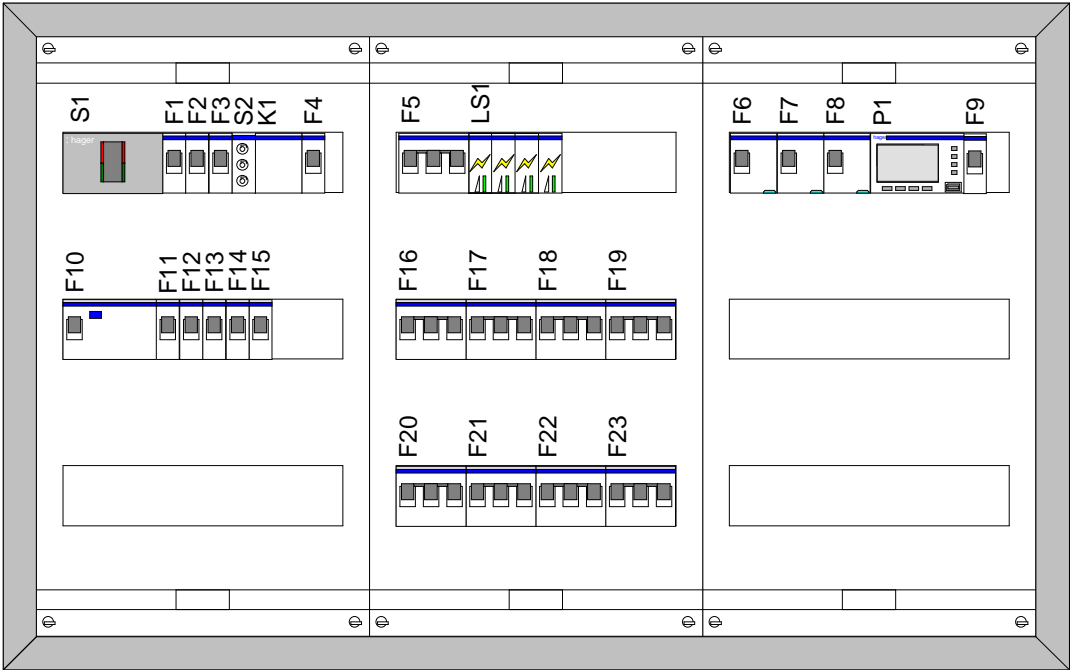 S1 F1 F2 F3 S2 K1 F4
: hager
F5 LS1
F6 F7 F8 P1 F9
hager
F10 F11 F12 F13 F14 F15
F16 F17 F18 F19
F20 F21 F22 F23